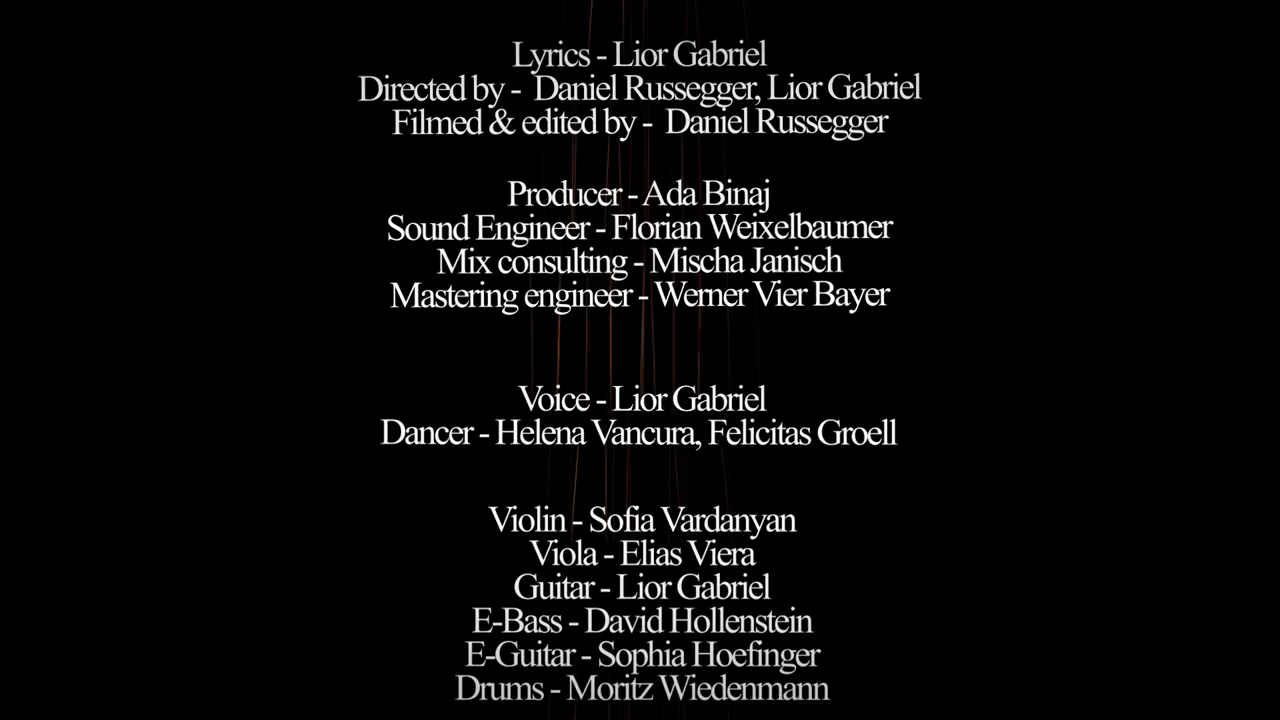 Lyrics - Lior Gabriel
Directed by - Daniel Russegger, Lior Gabriel
Filmed & edited by - Daniel Russegger
Producer - Ada Binaj
Sound Engineer - Florian Weixelbaumer
Mix consulting - Mischa Janisch
Mastering engineer - Werner Vier Bayer
Voice - Lior Gabriel
Dancer - Helena Vancura, Felicitas Groell
Violin - Sofia Vardanyan
Viola - Elias Viera
Guitar - Lior Gabriel
E-Bass - David Hollenstein
E-Guitar - Sophia Hoefinger
Drums - Moritz Wiedenmann